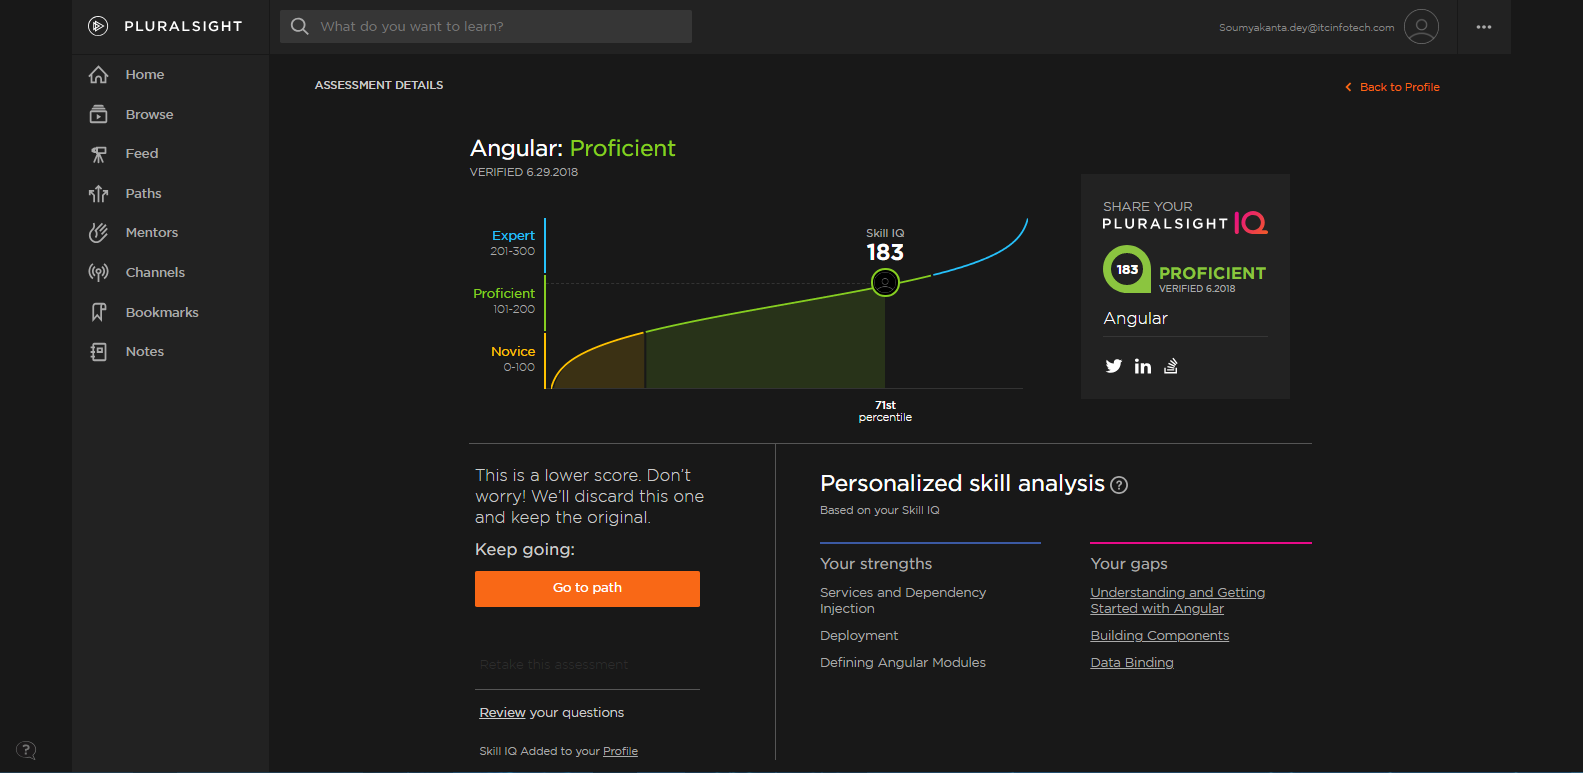 PLURALSIGHT
What do you want to learn?
Soumyakanta.dey@itcinfotech.com
Home
Browse
Feed
Paths
Mentors
Channels
Bookmarks
Notes
ASSESSMENT DETAILS
Back to Profile
Angular: Proficient
VERIFIED 6.29.2018
Expert
201-300
Proficient
101-200
Novice
0-100
Skill IQ
183
71st
percentile
SHARE YOUR
PLURALSIGHT IQ
183
PROFICIENT
VERIFIED 6.2018
Angular
in
This is a lower score. Don't
worry! We'll discard this one
and keep the original.
Keep going:
Go to path
Retake this assessment
Review your questions
Skill IQ Added to your Profile
Personalized skill analysis ?
Based on your Skill IQ
Your strengths
Services and Dependency
Injection
Deployment
Defining Angular Modules
Your gaps
Understanding and Getting
Started with Angular
Building Components
Data Binding
?